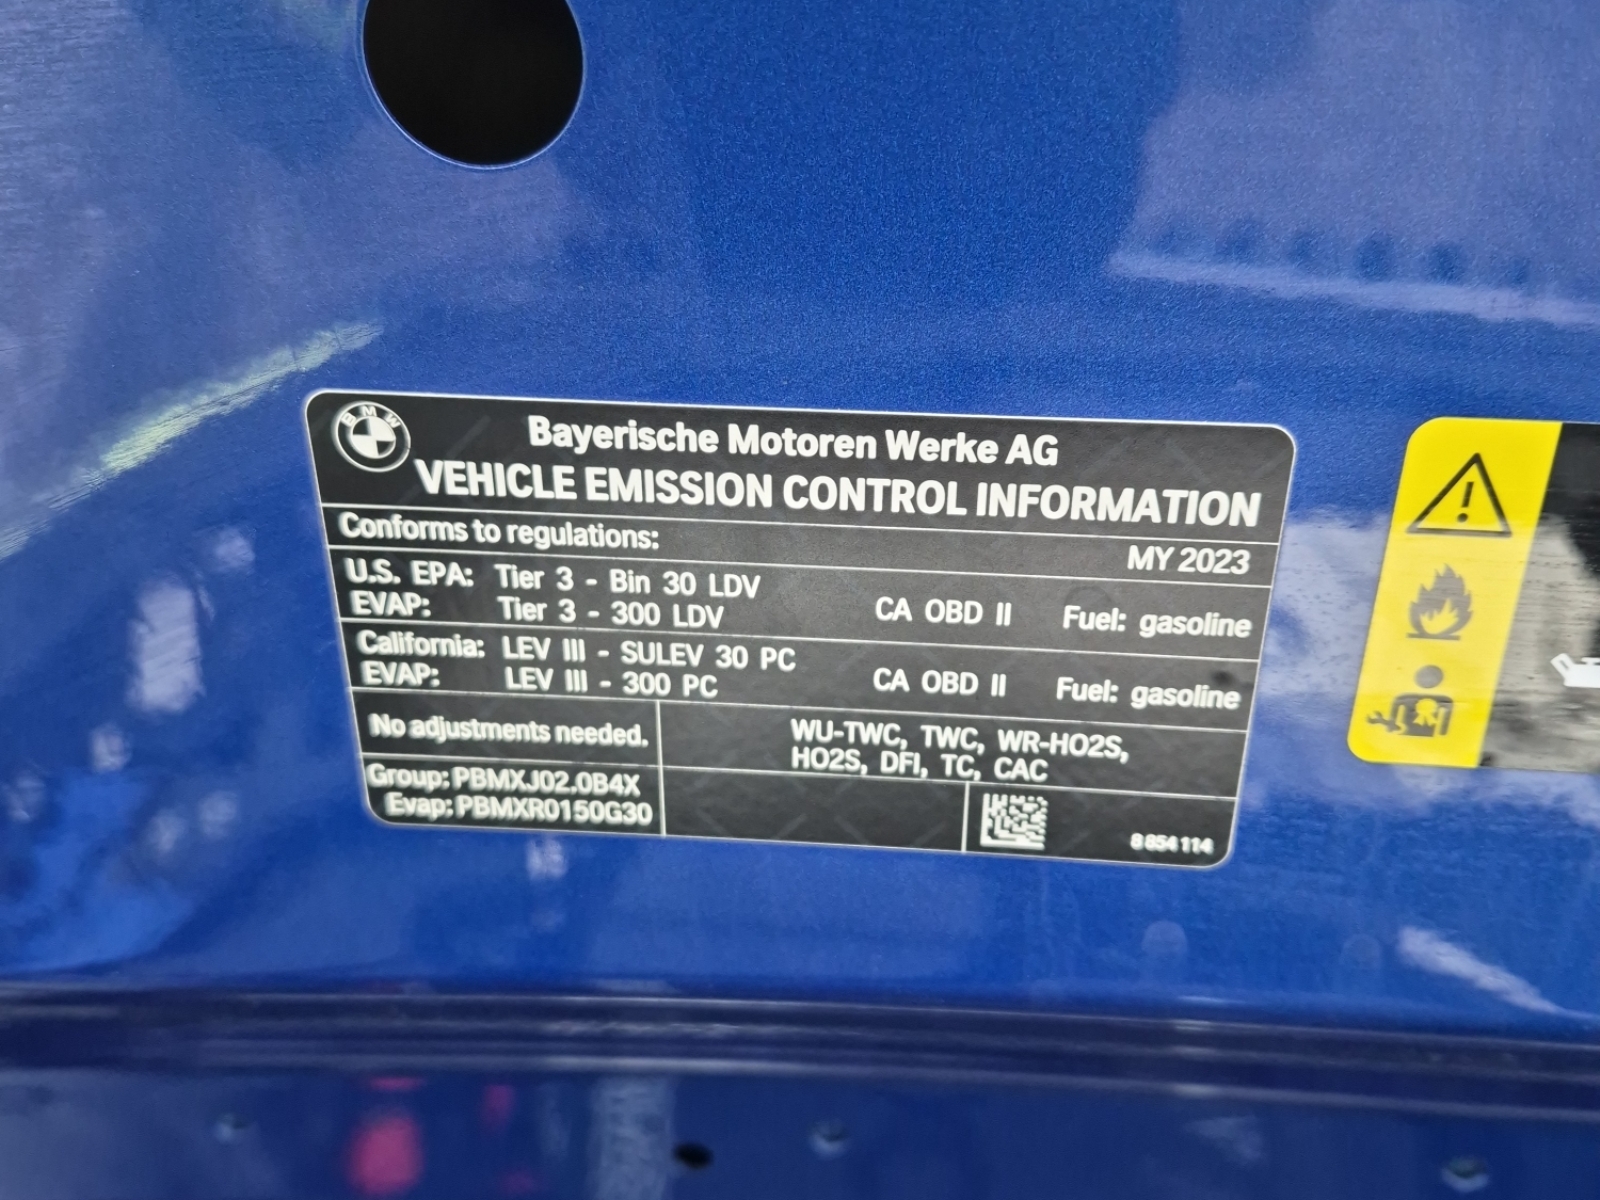 BMW
Bayerische Motoren Werke AG
VEHICLE EMISSION CONTROL INFORMATION
Conforms to regulations:
MY 2023
U.S. EPA: Tier 3 - Bin 30 LDV
EVAP: Tier 3 - 300 LDV
CA OBD II Fuel: gasoline
California: LEV III - SULEV 30 PC
EVAP: LEV III - 300 PC
CA OBD II Fuel: gasoline
No adjustments needed.
WU-TWC, TWC, WR-HO2S,
HO2S, DFI, TC, CAC
Group: PBMXJ02.0B4X
Evap: PBMXR0150G30
8 854 114